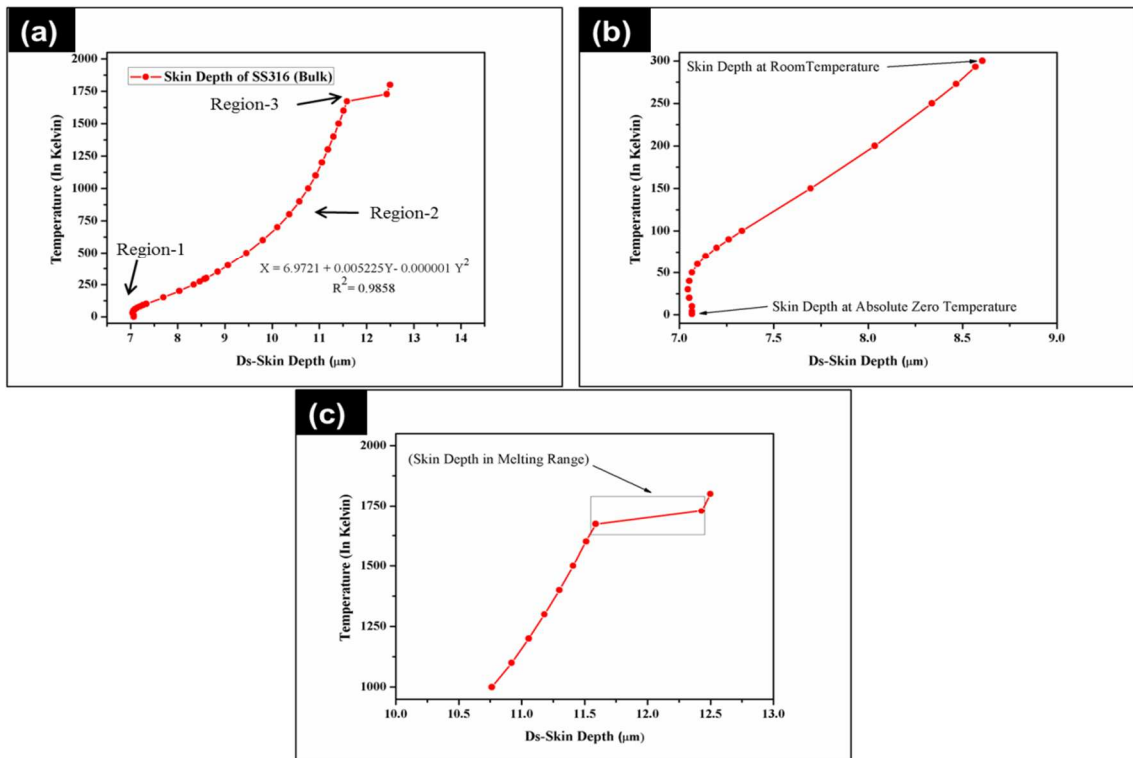 (a)
2000
1750
1500
1250
1000
750
500
250
0
Temperature (In Kelvin)
Skin Depth of SS316 (Bulk)
Region-3
Region-2
Region-1
X = 6.9721 + 0.005225Y- 0.000001 Y²
R²= 0.9858
7 8 9 10 11 12 13 14
Ds-Skin Depth (μm)
(b)
300
250
200
150
100
50
0
Temperature (In Kelvin)
Skin Depth at RoomTemperature
Skin Depth at Absolute Zero Temperature
7.0 7.5 8.0 8.5 9.0
Ds-Skin Depth (μm)
(c)
2000
1750
1500
1250
1000
Temperature (In Kelvin)
(Skin Depth in Melting Range)
10.0 10.5 11.0 11.5 12.0 12.5 13.0
Ds-Skin Depth (μm)